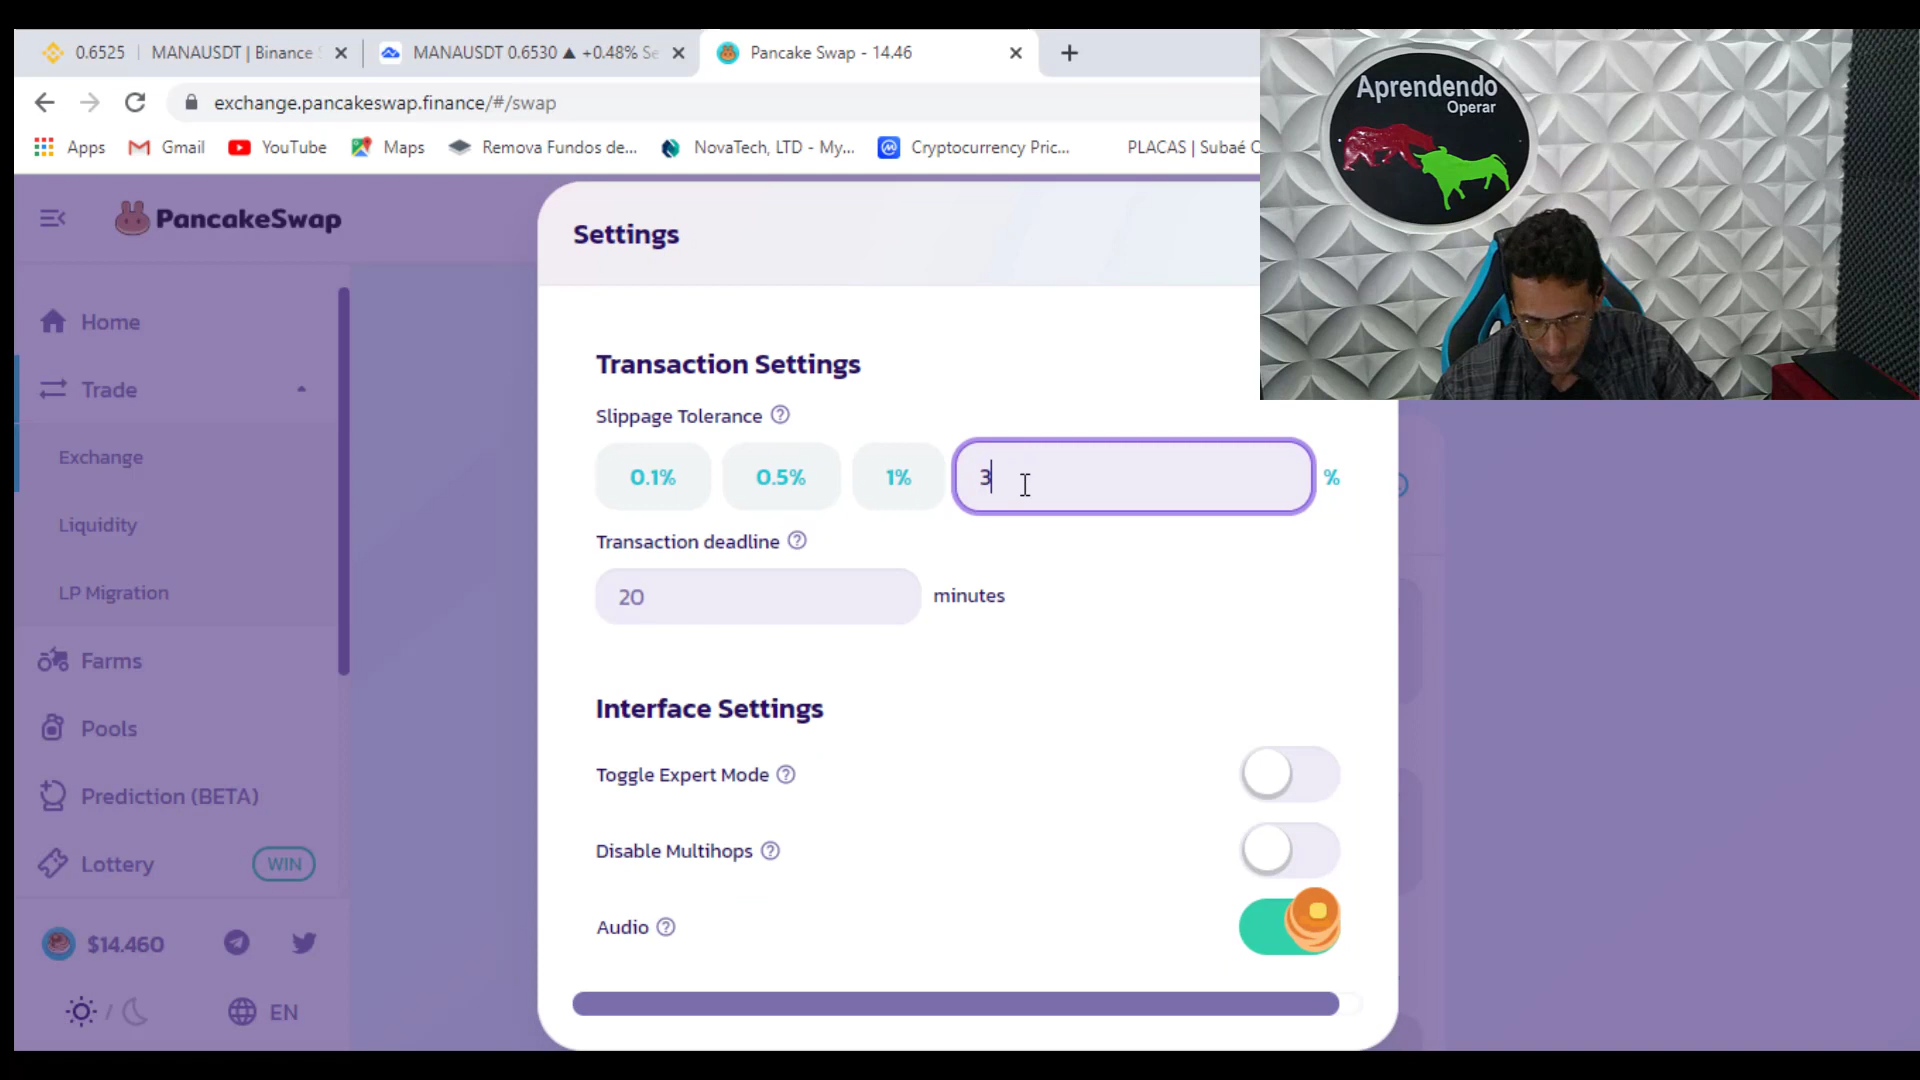 0.6525 | MANAUSDT | Binance S
MANAUSDT 0.6530 ▲ +0.48% Se
Pancake Swap - 14.46
exchange.pancakeswap.finance/#/swap
Apps
Gmail
YouTube
Maps
Remova Fundos de...
NovaTech, LTD - My...
Cryptocurrency Pric...
PLACAS | Subaé C
Aprendendo
Operar
PancakeSwap
Home
Trade
Exchange
Liquidity
LP Migration
Farms
Pools
Prediction (BETA)
Lottery WIN
$14.460
EN
Settings
Transaction Settings
Slippage Tolerance ?
0.1% 0.5% 1% 3 %
Transaction deadline ?
20 minutes
Interface Settings
Toggle Expert Mode ?
Disable Multihops ?
Audio ?